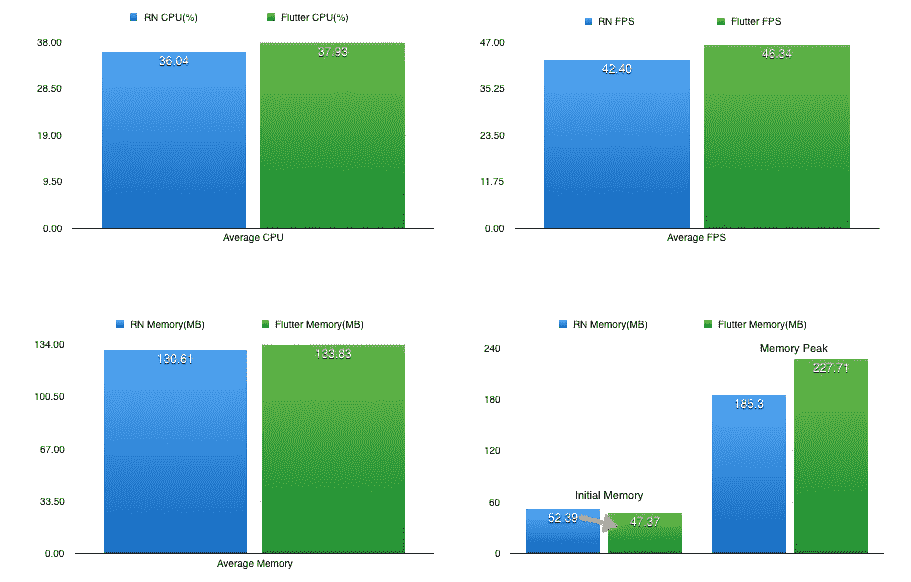 RN CPU(%) Flutter CPU(%)
38.00
36.04 37.93
28.50
19.00
9.50
0.00
Average CPU
RN FPS Flutter FPS
47.00
42.40 46.34
35.25
23.50
11.75
0.00
Average FPS
RN Memory(MB) Flutter Memory(MB)
134.00
130.61 133.83
100.50
67.00
33.50
0.00
Average Memory
RN Memory(MB) Flutter Memory(MB)
240
Memory Peak
227.71
180
185.3
120
Initial Memory
60
52.39 47.37
0